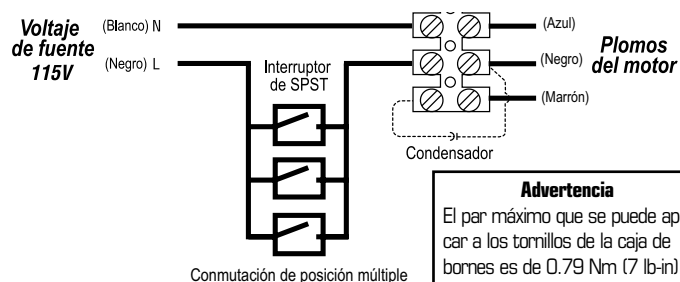 Voltaje
de fuente
115V
(Blanco) N
(Negro) L
Interruptor
de SPST
(Azul)
(Negro)
(Marrón)
Plomos
del motor
Condensador
Conmutación de posición múltiple
Advertencia
El par máximo que se puede ap
car a los tornillos de la caja de
bornes es de 0.79 Nm (7 lb-in)